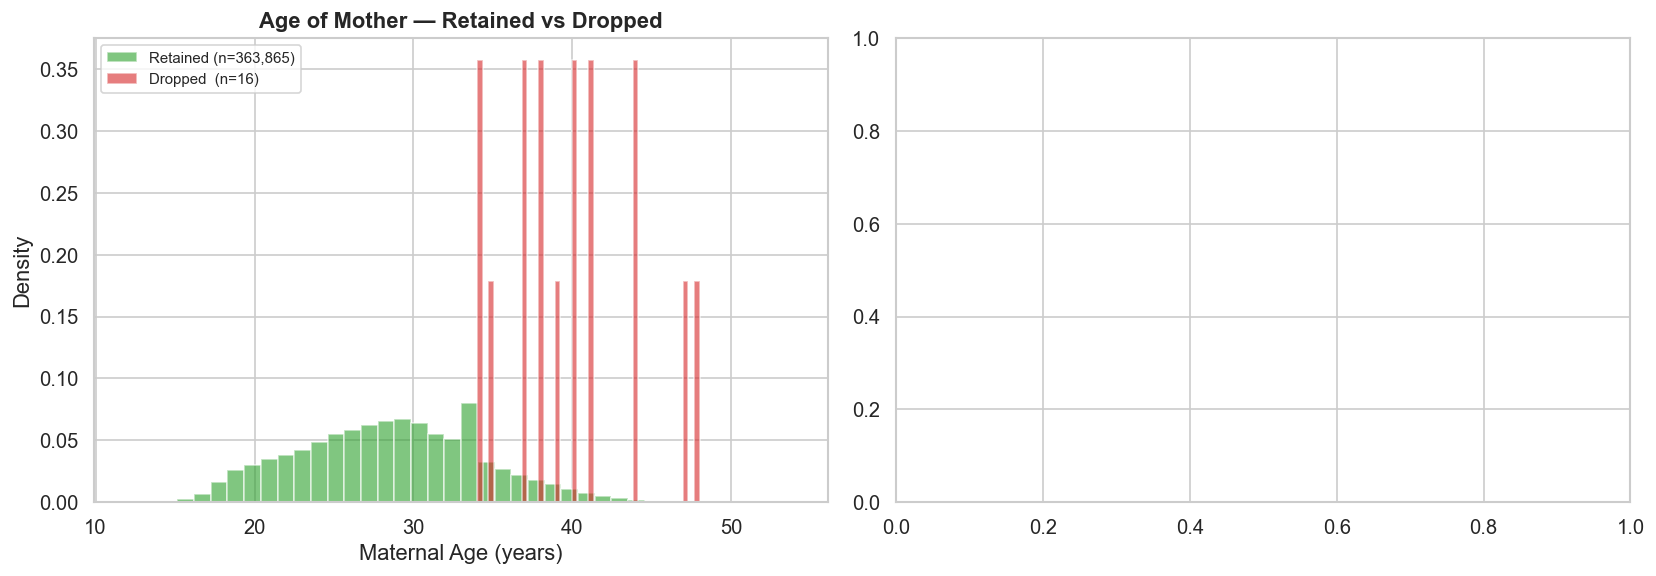 Age of Mother — Retained vs Dropped
Retained (n=363,865)
Dropped  (n=16)
Density
0.35
0.30
0.25
0.20
0.15
0.10
0.05
0.00
10 20 30 40 50
Maternal Age (years)
1.0
0.8
0.6
0.4
0.2
0.0
0.0 0.2 0.4 0.6 0.8 1.0